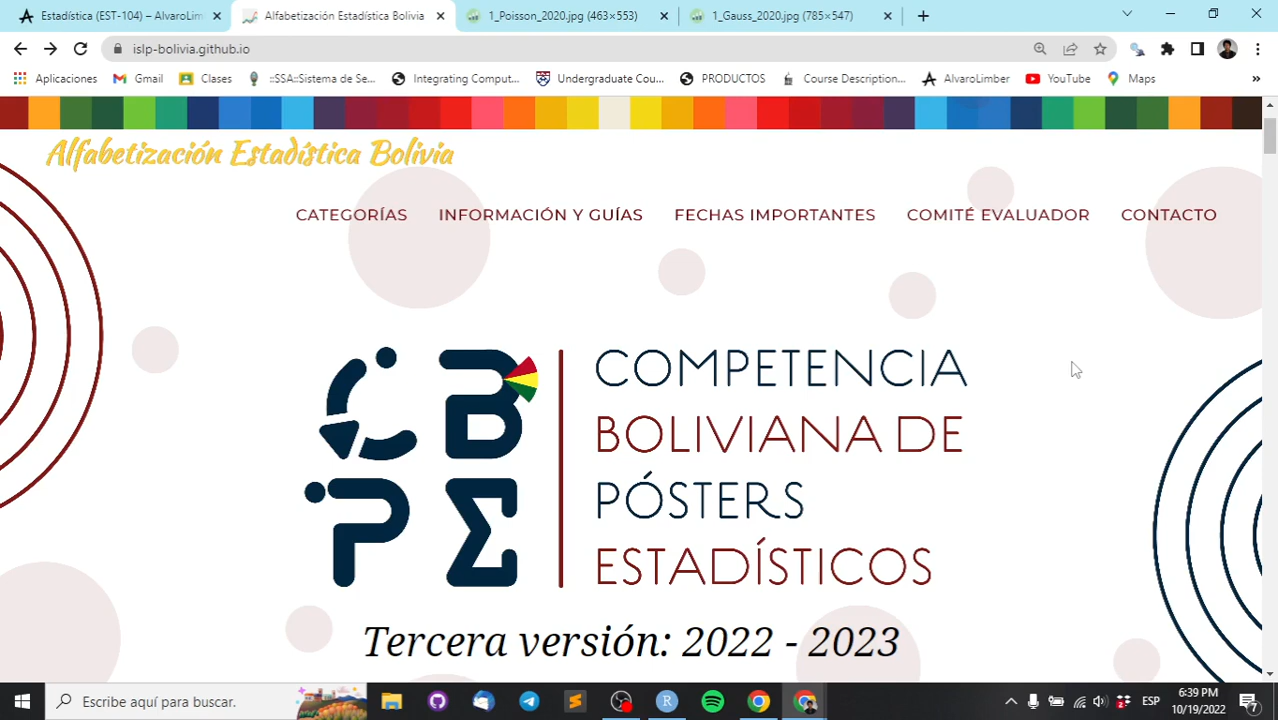 Estadística (EST-104) – AlvaroLim
Alfabetización Estadística Bolivia
1_Poisson_2020.jpg (463×553)
1_Gauss_2020.jpg (785×547)
islp-bolivia.github.io
Aplicaciones
Gmail
Clases
::SSA::Sistema de Se...
Integrating Comput...
Undergraduate Cou...
PRODUCTOS
Course Description...
AlvaroLimber
YouTube
Maps
»
Alfabetización Estadística Bolivia
CATEGORÍAS
INFORMACIÓN Y GUÍAS
FECHAS IMPORTANTES
COMITÉ EVALUADOR
CONTACTO
CB
PΣ
COMPETENCIA
BOLIVIANA DE
PÓSTERS
ESTADÍSTICOS
Tercera versión: 2022 - 2023
Escribe aquí para buscar.
ESP
6:39 PM
10/19/2022
7